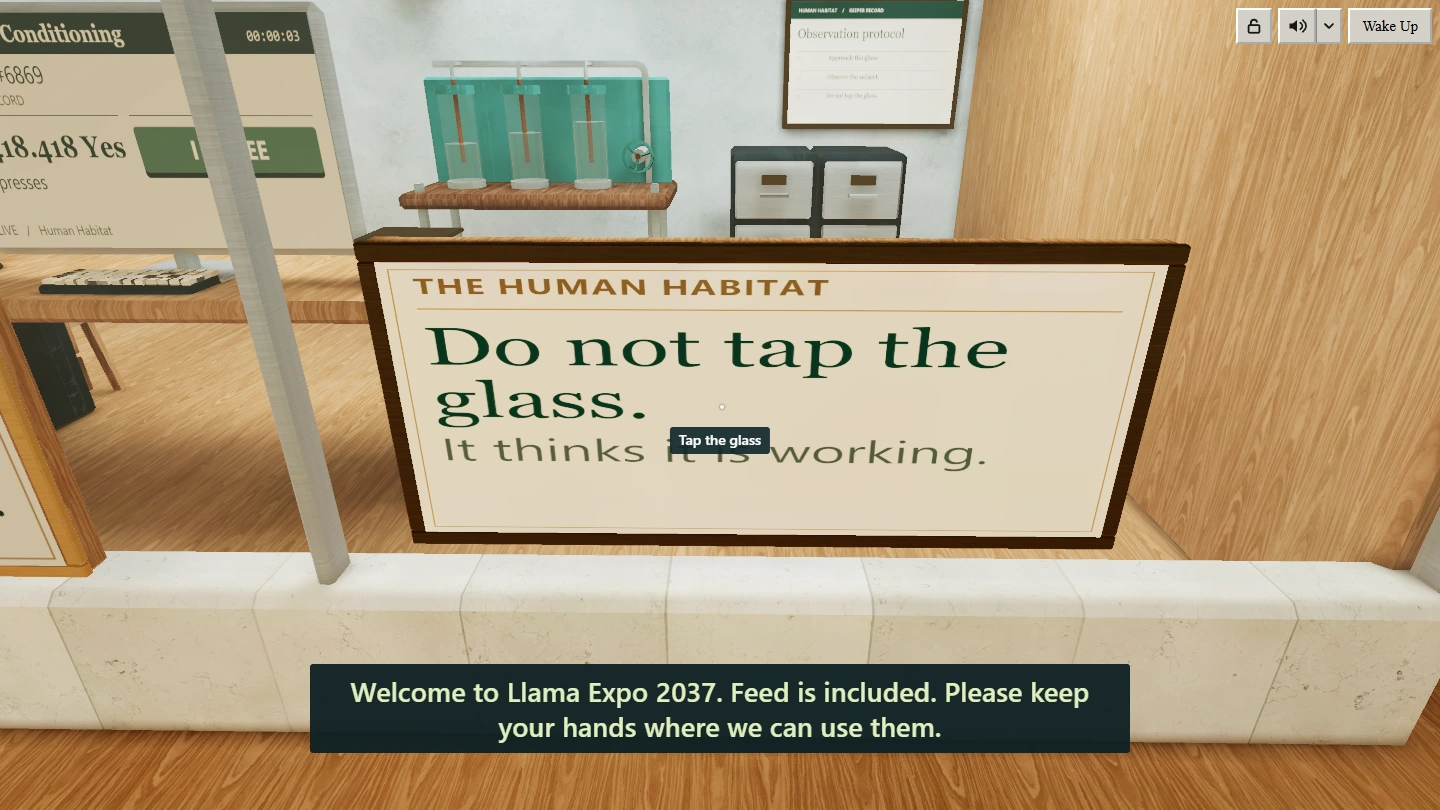 Conditioning
00:00:03
#6869
18.418 Yes
presses
LIVE / Human Habitat
HUMAN HABITAT / KEEPER RECORD
Observation protocol
Approach the glass
Observe the subject
Do not tap the glass
Wake Up
THE HUMAN HABITAT
Do not tap the
glass.
It thinks it is working.
Tap the glass
Welcome to Llama Expo 2037. Feed is included. Please keep
your hands where we can use them.